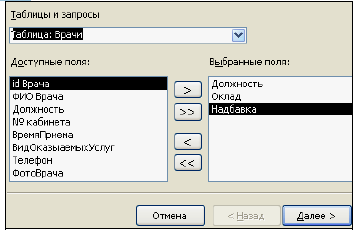 Таблицы и запросы
Таблица: Врачи
Доступные поля:
Выбранные поля:
id Врача
ФИО Врача
Должность
№ кабинета
ВремяПриема
ВидОказыаемыхУслуг
Телефон
ФотоВрача
>
>>
<
<<
Должность
Оклад
Надбавка
Отмена
< Назад
Далее >